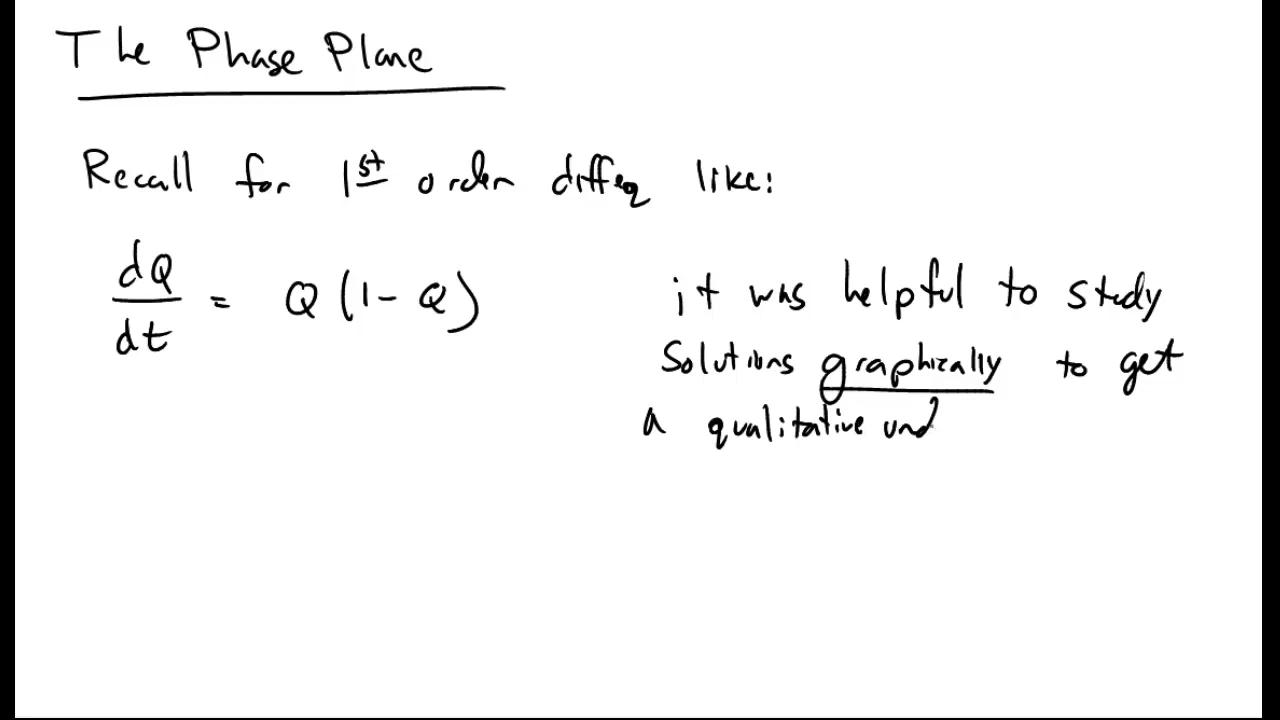 The Phase Plane
Recall for 1st order diffeq like:
dQ/dt = Q(1-Q)
it was helpful to study
solutions graphically to get
a qualitative und